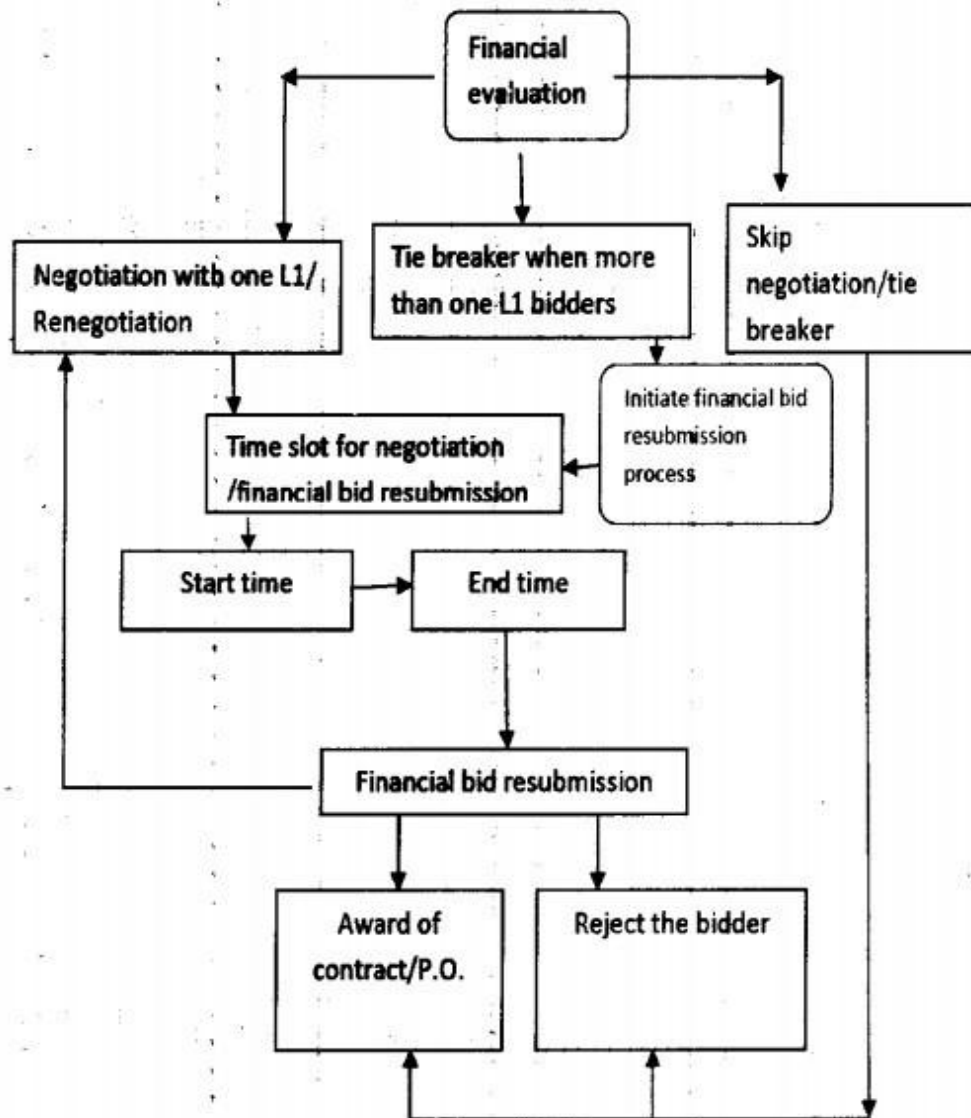 Financial
evaluation
Negotiation with one L1/
Renegotiation
Tie breaker when more
than one L1 bidders
Skip
negotiation/tie
breaker
Initiate financial bid
resubmission
process
Time slot for negotiation
/financial bid resubmission
Start time
End time
Financial bid resubmission
Award of
contract/P.O.
Reject the bidder